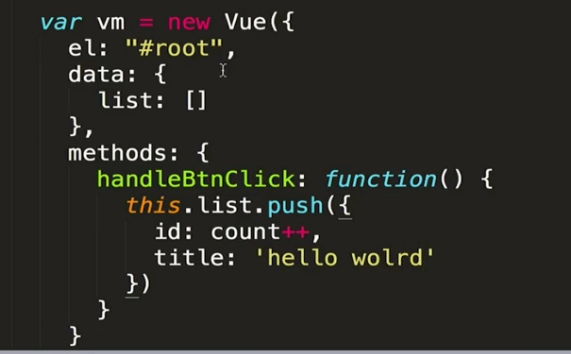 var vm = new Vue({
  el: "#root",
  data: {
    list: []
  },
  methods: {
    handleBtnClick: function() {
      this.list.push({
        id: count++,
        title: 'hello wolrd'
      })
    }
  }